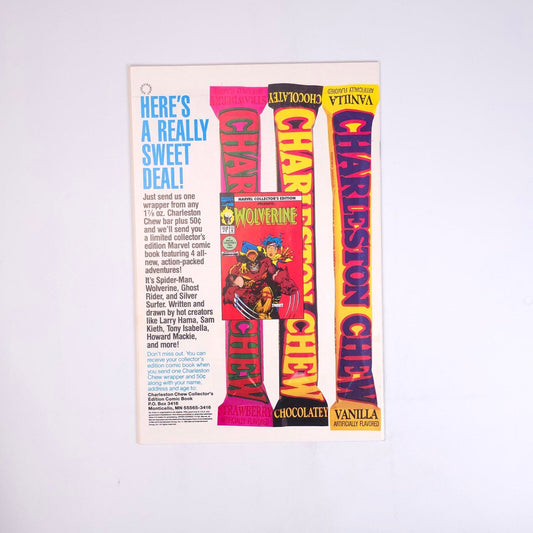 HERE'S
A REALLY
SWEET
DEAL!
Just send us one
wrapper from any
1⅞ oz. Charleston
Chew bar plus 50¢
and we'll send you
a limited collector's
edition Marvel comic
book featuring 4 all-
new, action-packed
adventures!
It's Spider-Man,
Wolverine, Ghost
Rider, and Silver
Surfer. Written and
drawn by hot creators
like Larry Hama, Sam
Kieth, Tony Isabella,
Howard Mackie,
and more!
Don't miss out. You can
receive your collector's
edition comic book when
you send one Charleston
Chew wrapper and 50¢
along with your name,
address and age to:
Charleston Chew Collector's
Edition Comic Book
P.O. Box 3416
Monticello, MN 55565-3416
STRAWBERRY
CHARLESTON CHEW
STRAWBERRY
ARTIFICIALLY FLAVORED
CHOCOLATEY
CHARLESTON CHEW
CHOCOLATEY
VANILLA
ARTIFICIALLY FLAVORED
CHARLESTON CHEW
VANILLA
ARTIFICIALLY FLAVORED
MARVEL COLLECTOR'S EDITION
WOLVERINE